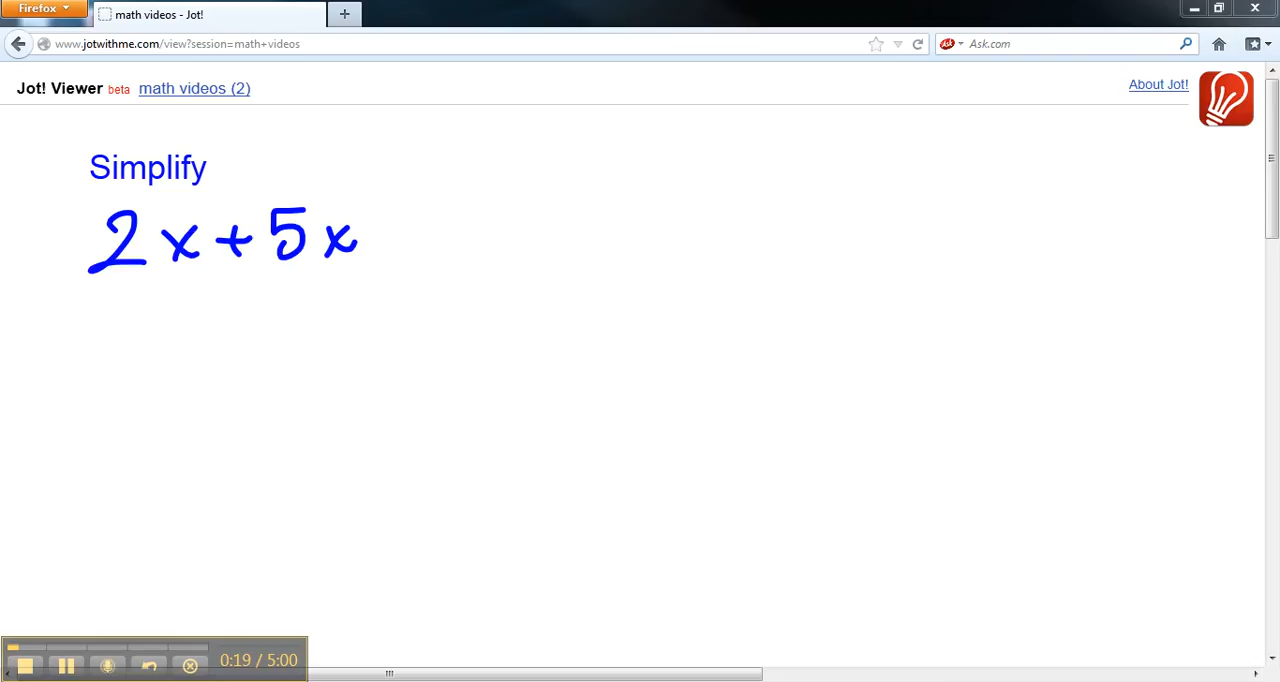 Firefox
math videos - Jot!
www.jotwithme.com/view?session=math+videos
Ask Ask.com
Jot! Viewer beta math videos (2)
About Jot!
Simplify
2x+5x
0:19 / 5:00